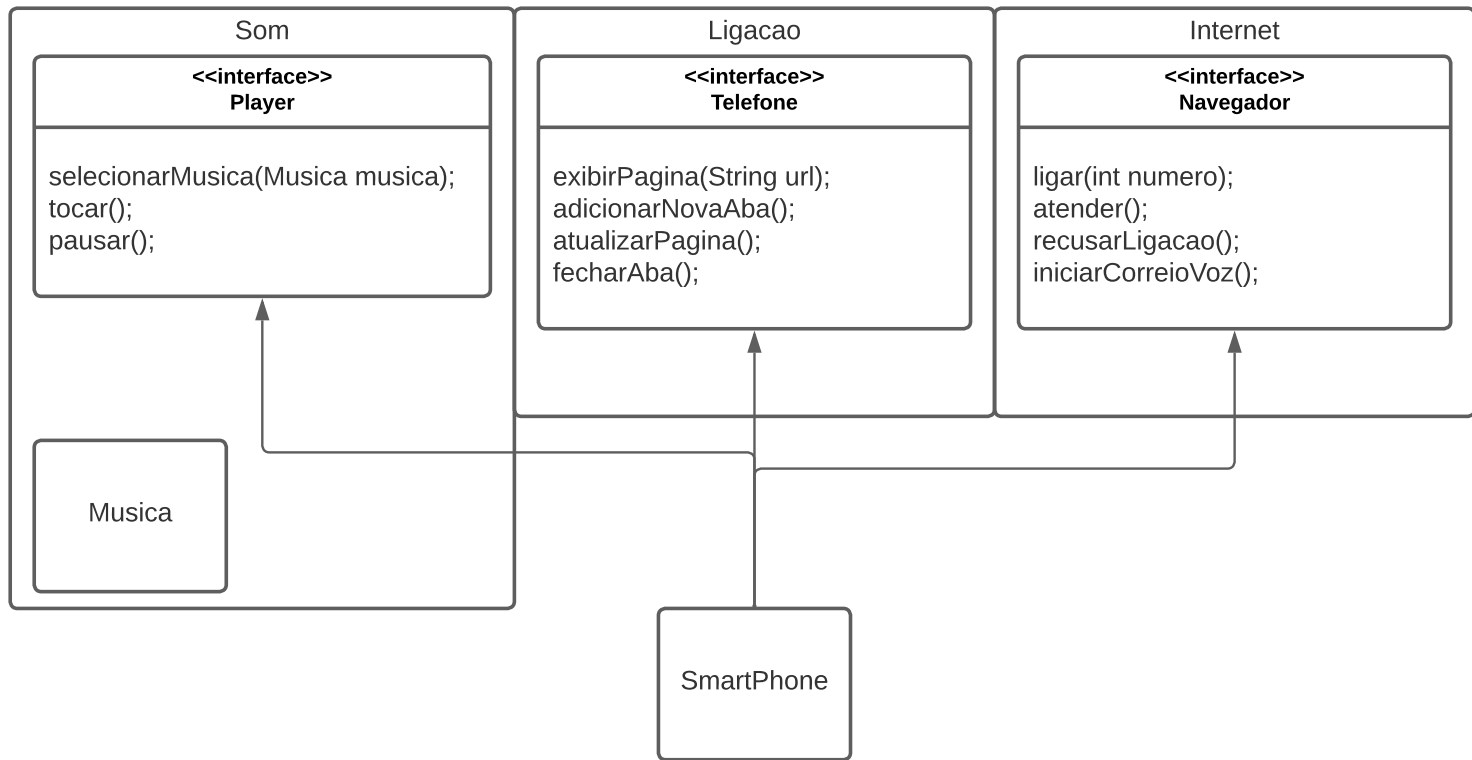 Som
<<interface>>
Player
selecionarMusica(Musica musica);
tocar();
pausar();
Musica
Ligacao
<<interface>>
Telefone
exibirPagina(String url);
adicionarNovaAba();
atualizarPagina();
fecharAba();
Internet
<<interface>>
Navegador
ligar(int numero);
atender();
recusarLigacao();
iniciarCorreioVoz();
SmartPhone